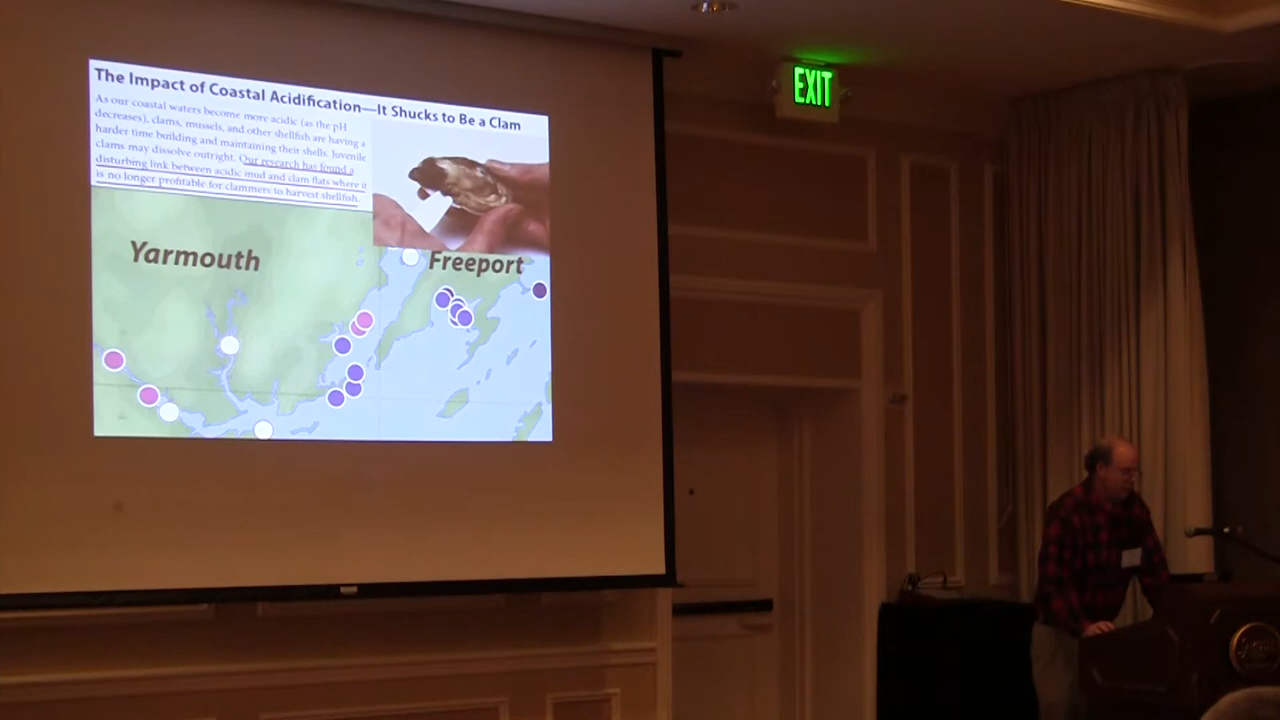 The Impact of Coastal Acidification—It Shucks to Be a Clam
As our coastal waters become more acidic (as the pH
decreases), clams, mussels, and other shellfish are having a
harder time building and maintaining their shells. Juvenile
clams may dissolve outright. Our research has found a
disturbing link between acidic mud and clam flats where it
is no longer profitable for clammers to harvest shellfish.
Yarmouth
Freeport
EXIT